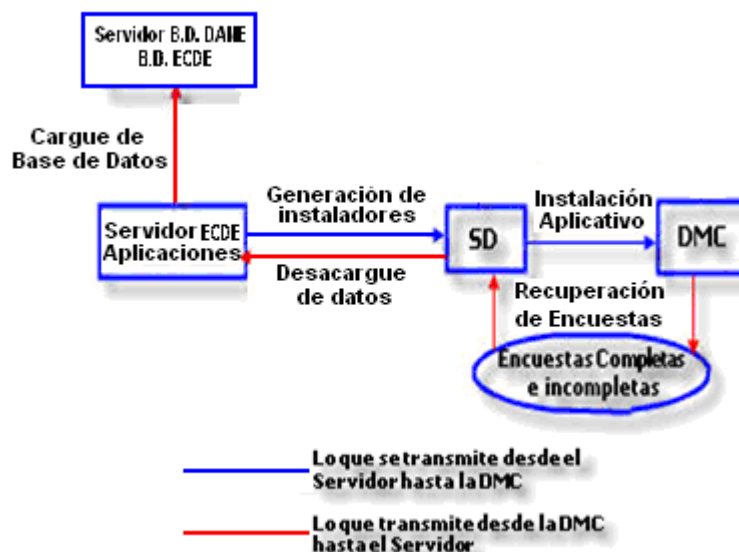 Servidor B.D. DANE
B.D. ECDE
Cargue de
Base de Datos
Generación de
instaladores
Instalación
Aplicativo
Servidor ECDE
Aplicaciones
SD
DMC
Desacargue
de datos
Recuperación
de Encuestas
Encuestas Completas
e incompletas
Lo que se transmite desde el
Servidor hasta la DMC
Lo que transmite desde la DMC
hasta el Servidor